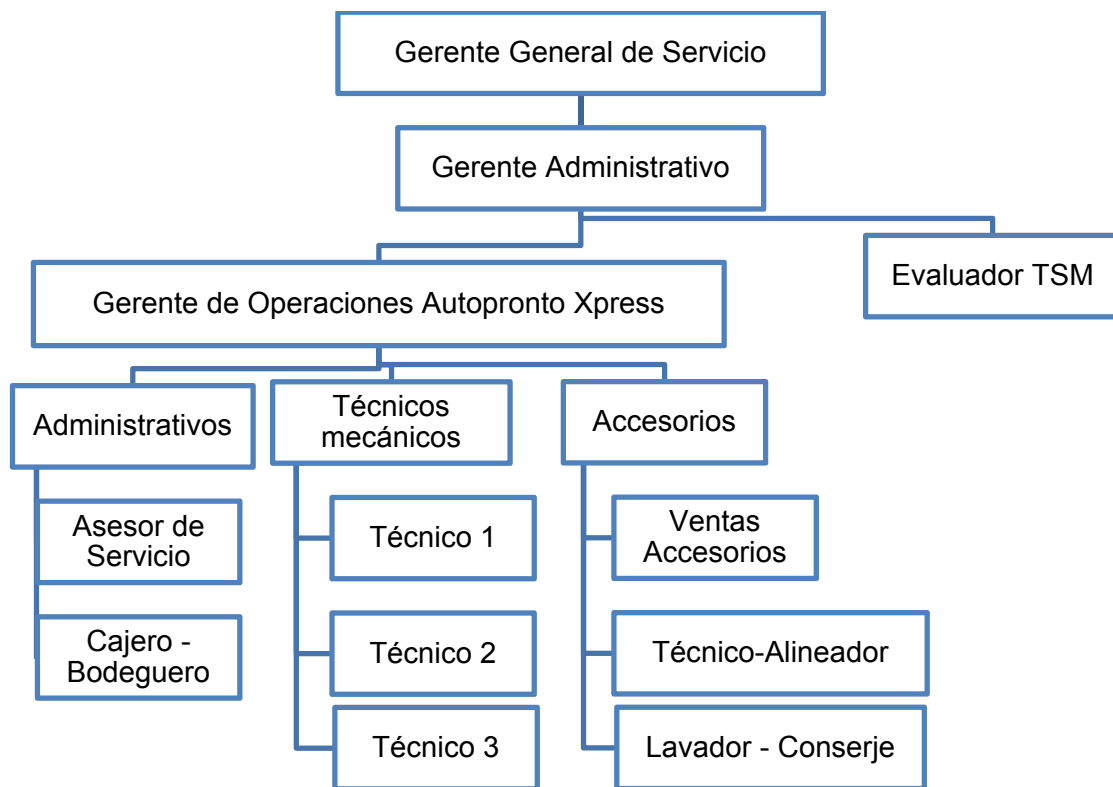 Gerente General de Servicio
Gerente Administrativo
Evaluador TSM
Gerente de Operaciones Autopronto Xpress
Administrativos
Técnicos
mecánicos
Accesorios
Asesor de
Servicio
Cajero -
Bodeguero
Técnico 1
Técnico 2
Técnico 3
Ventas
Accesorios
Técnico-Alineador
Lavador - Conserje